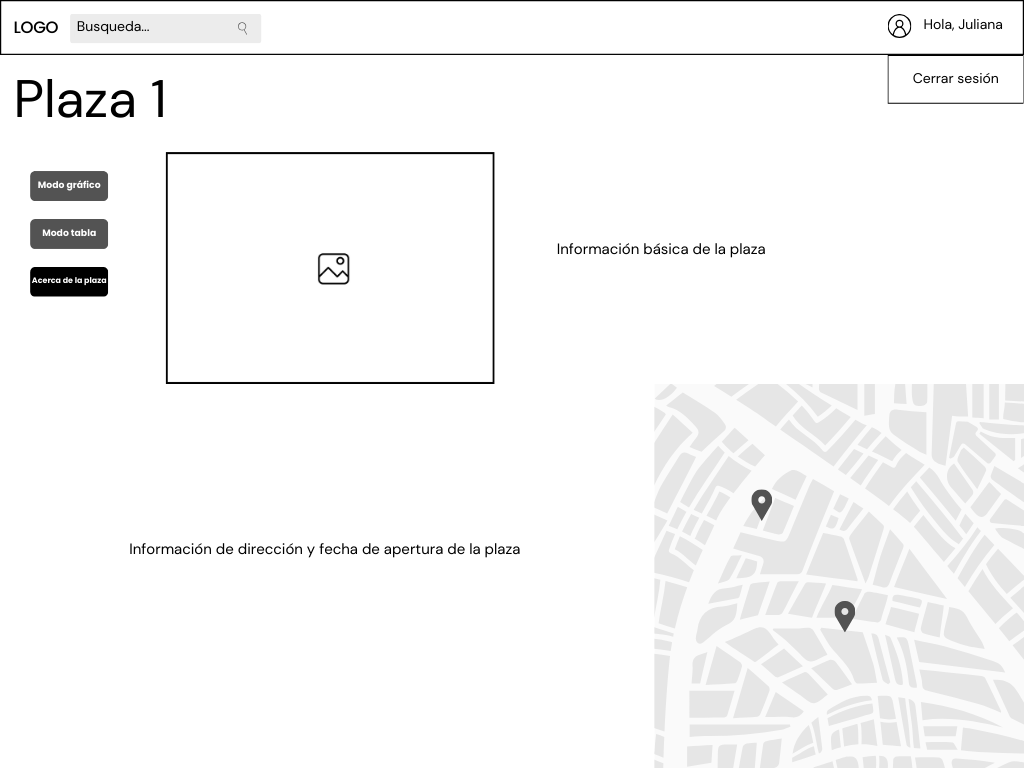 LOGO
Busqueda...
Hola, Juliana
Cerrar sesión
Plaza 1
Modo gráfico
Modo tabla
Acerca de la plaza
Información básica de la plaza
Información de dirección y fecha de apertura de la plaza